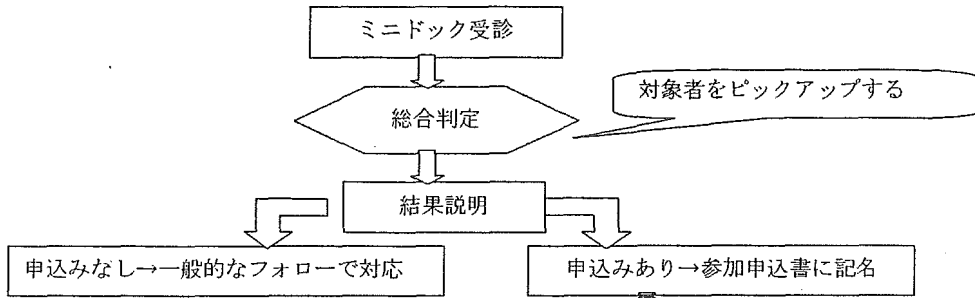 ミニドック受診
対象者をピックアップする
総合判定
結果説明
申込みなし→一般的なフォローで対応
申込みあり→参加申込書に記名